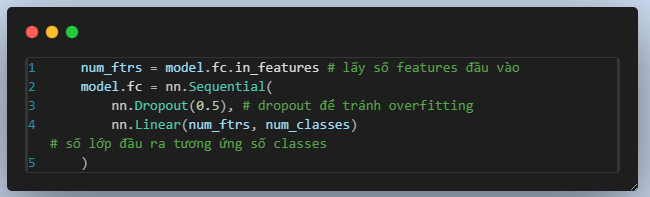 1 num_ftrs = model.fc.in_features # lấy số features đầu vào
2 model.fc = nn.Sequential(
3 nn.Dropout(0.5), # dropout để tránh overfitting
4 nn.Linear(num_ftrs, num_classes)
# số lớp đầu ra tương ứng số classes
5 )